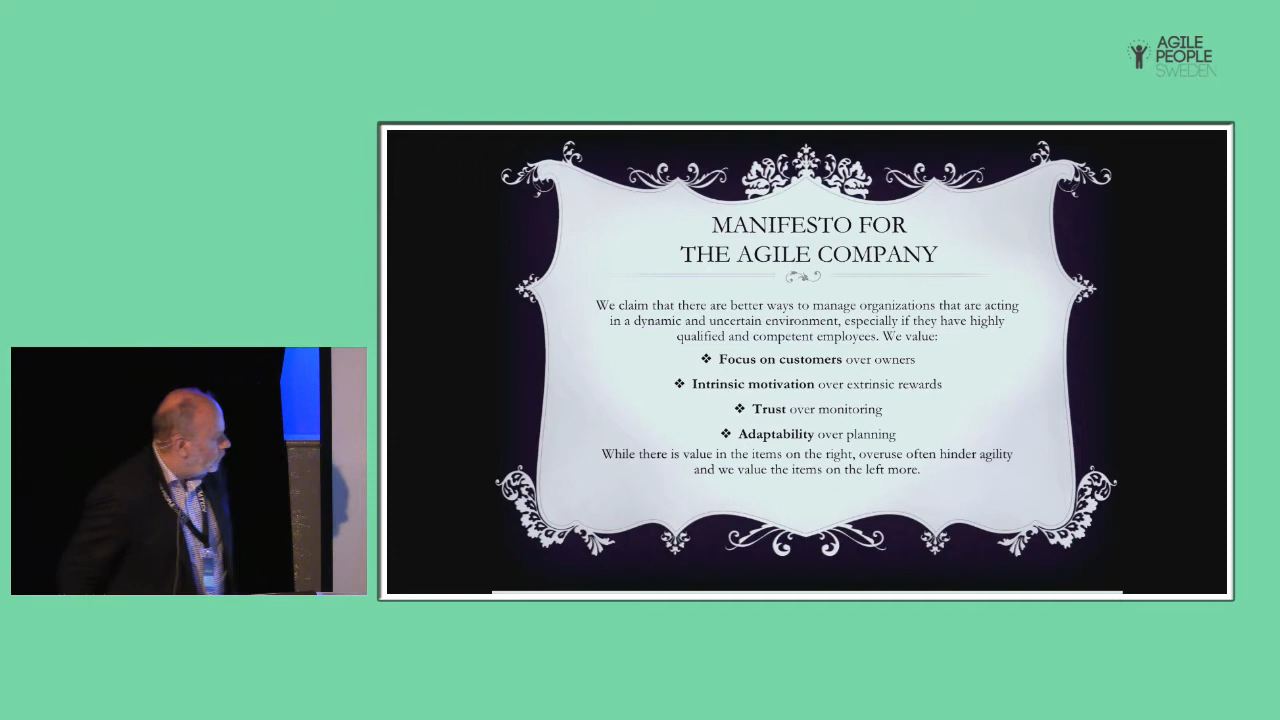 AGILE
PEOPLE
SWEDEN
MANIFESTO FOR
THE AGILE COMPANY
We claim that there are better ways to manage organizations that are acting
in a dynamic and uncertain environment, especially if they have highly
qualified and competent employees. We value:
❖ Focus on customers over owners
❖ Intrinsic motivation over extrinsic rewards
❖ Trust over monitoring
❖ Adaptability over planning
While there is value in the items on the right, overuse often hinder agility
and we value the items on the left more.